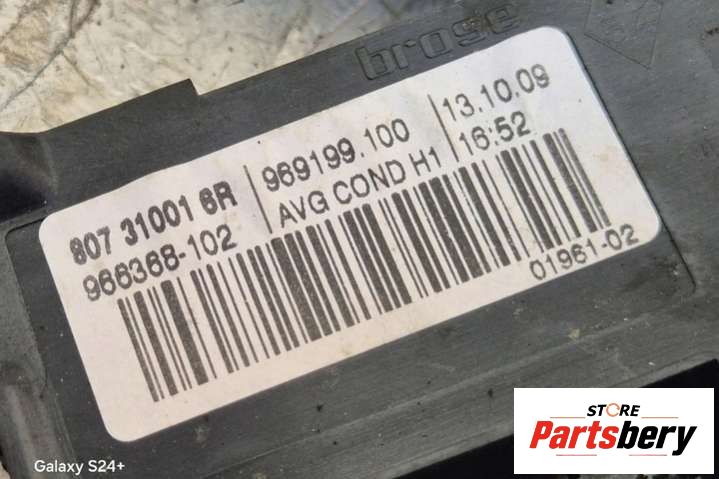 brose
807 31001 6R
966368-102
969199.100
AVG COND H1
13.10.09
16:52
01961-02
STORE
Partsbery
Galaxy S24+